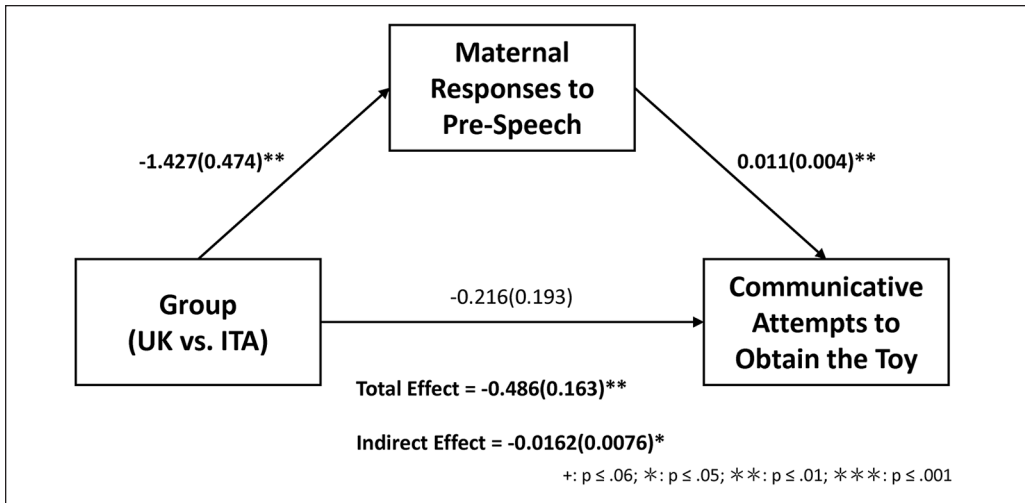 Maternal
Responses to
Pre-Speech
-1.427(0.474)**
0.011(0.004)**
Group
(UK vs. ITA)
-0.216(0.193)
Communicative
Attempts to
Obtain the Toy
Total Effect = -0.486(0.163)**
Indirect Effect = -0.0162(0.0076)*
+: p ≤ .06; *: p ≤ .05; **: p ≤ .01; ***: p ≤ .001